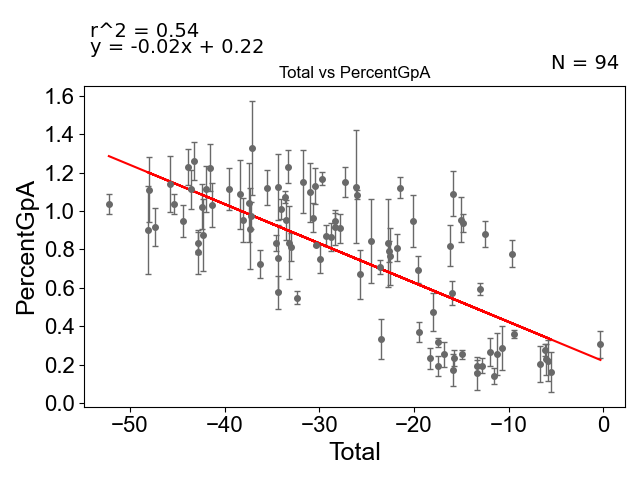 r^2 = 0.54
y = -0.02x + 0.22
N = 94
Total vs PercentGpA
PercentGpA
1.6
1.4
1.2
1.0
0.8
0.6
0.4
0.2
0.0
−50 −40 −30 −20 −10 0
Total